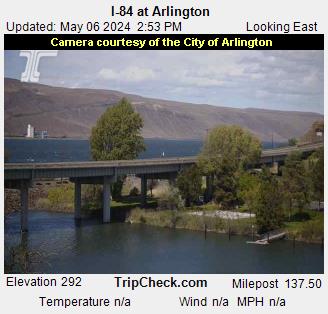 I-84 at Arlington
Updated: May 06 2024 2:53 PM Looking East
Camera courtesy of the City of Arlington
Elevation 292 TripCheck.com Milepost 137.50
Temperature n/a Wind n/a MPH n/a